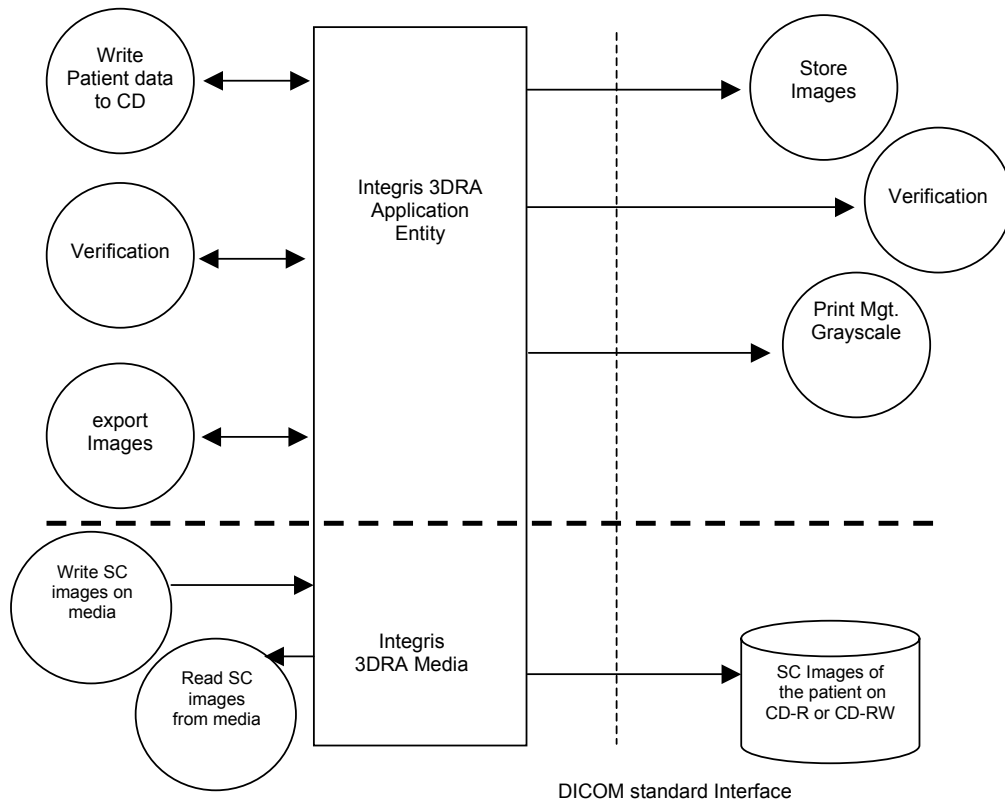 Write
Patient data
to CD
Store
Images
Integris 3DRA
Application
Entity
Verification
Verification
Print Mgt.
Grayscale
export
Images
Write SC
images on
media
Integris
3DRA Media
Read SC
images
from media
SC Images of
the patient on
CD-R or CD-RW
DICOM standard Interface